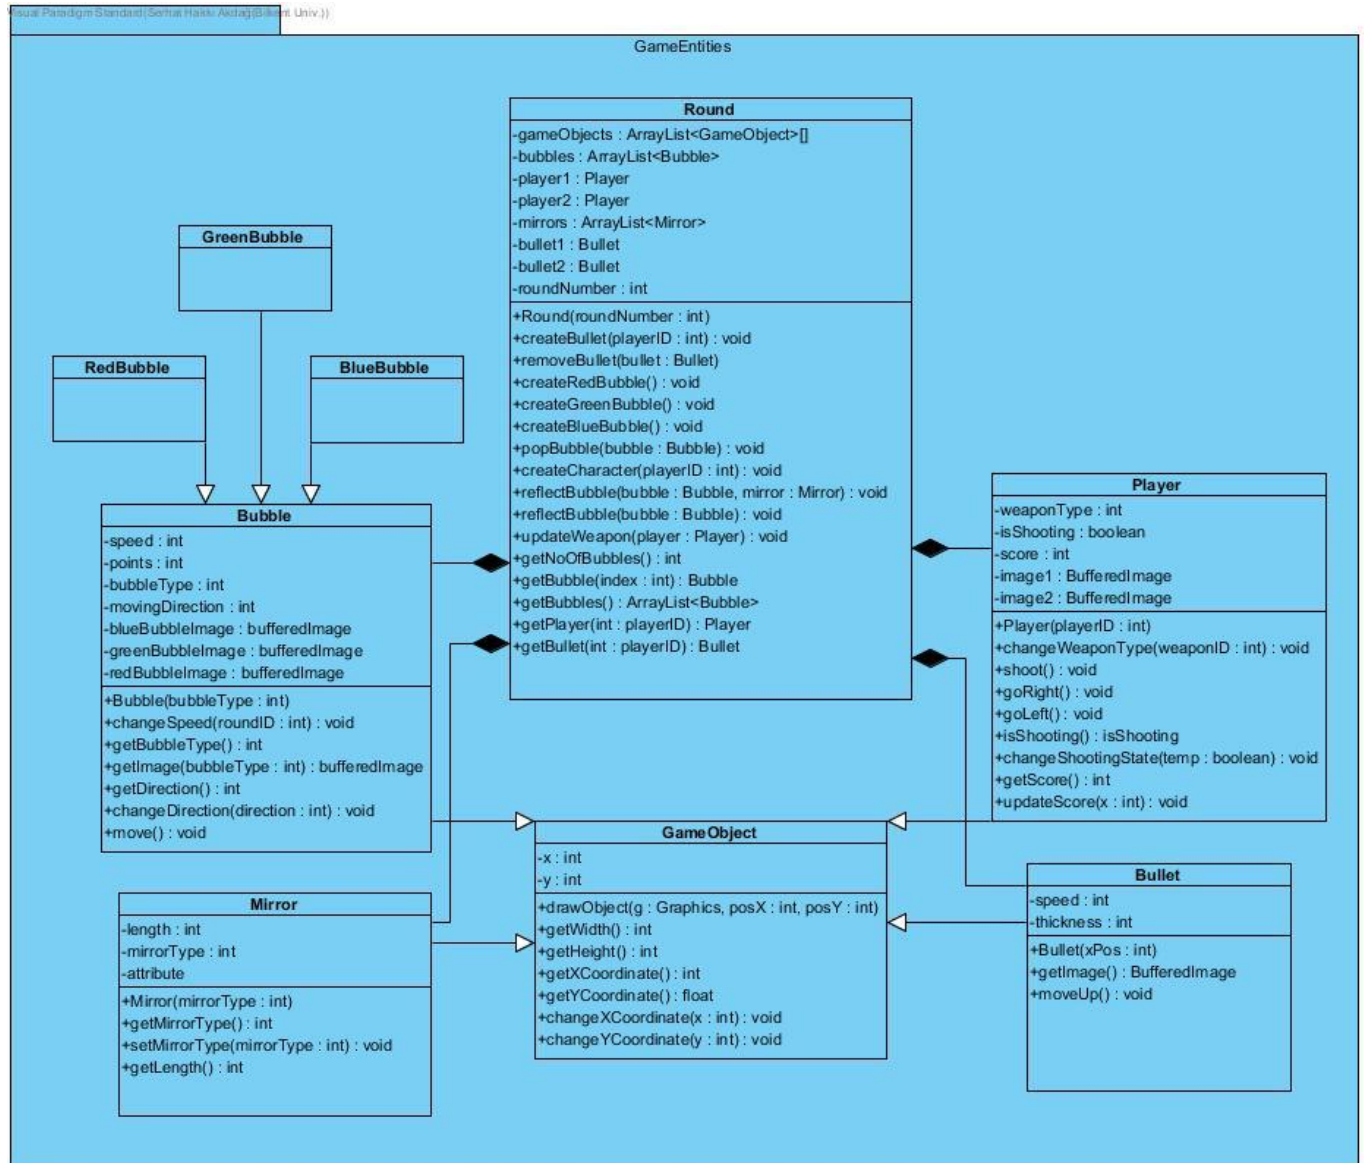 Visual Paradigm Standard(Serhat Hakkı Akdağ(Bilkent Univ.))
GameEntities
Round
-gameObjects : ArrayList<GameObject>[]
-bubbles : ArrayList<Bubble>
-player1 : Player
-player2 : Player
-mirrors : ArrayList<Mirror>
-bullet1 : Bullet
-bullet2 : Bullet
-roundNumber : int
+Round(roundNumber : int)
+createBullet(playerID : int) : void
+removeBullet(bullet : Bullet)
+createRedBubble() : void
+createGreenBubble() : void
+createBlueBubble() : void
+popBubble(bubble : Bubble) : void
+createCharacter(playerID : int) : void
+reflectBubble(bubble : Bubble, mirror : Mirror) : void
+reflectBubble(bubble : Bubble) : void
+updateWeapon(player : Player) : void
+getNoOfBubbles() : int
+getBubble(index : int) : Bubble
+getBubbles() : ArrayList<Bubble>
+getPlayer(int : playerID) : Player
+getBullet(int : playerID) : Bullet
GreenBubble
RedBubble
BlueBubble
Bubble
-speed : int
-points : int
-bubbleType : int
-movingDirection : int
-blueBubbleImage : bufferedImage
-greenBubbleImage : bufferedImage
-redBubbleImage : bufferedImage
+Bubble(bubbleType : int)
+changeSpeed(roundID : int) : void
+getBubbleType() : int
+getImage(bubbleType : int) : bufferedImage
+getDirection() : int
+changeDirection(direction : int) : void
+move() : void
Player
-weaponType : int
-isShooting : boolean
-score : int
-image1 : BufferedImage
-image2 : BufferedImage
+Player(playerID : int)
+changeWeaponType(weaponID : int) : void
+shoot() : void
+goRight() : void
+goLeft() : void
+isShooting() : isShooting
+changeShootingState(temp : boolean) : void
+getScore() : int
+updateScore(x : int) : void
GameObject
-x : int
-y : int
+drawObject(g : Graphics, posX : int, posY : int)
+getWidth() : int
+getHeight() : int
+getXCoordinate() : int
+getYCoordinate() : float
+changeXCoordinate(x : int) : void
+changeYCoordinate(y : int) : void
Mirror
-length : int
-mirrorType : int
-attribute
+Mirror(mirrorType : int)
+getMirrorType() : int
+setMirrorType(mirrorType : int) : void
+getLength() : int
Bullet
-speed : int
-thickness : int
+Bullet(xPos : int)
+getImage() : BufferedImage
+moveUp() : void